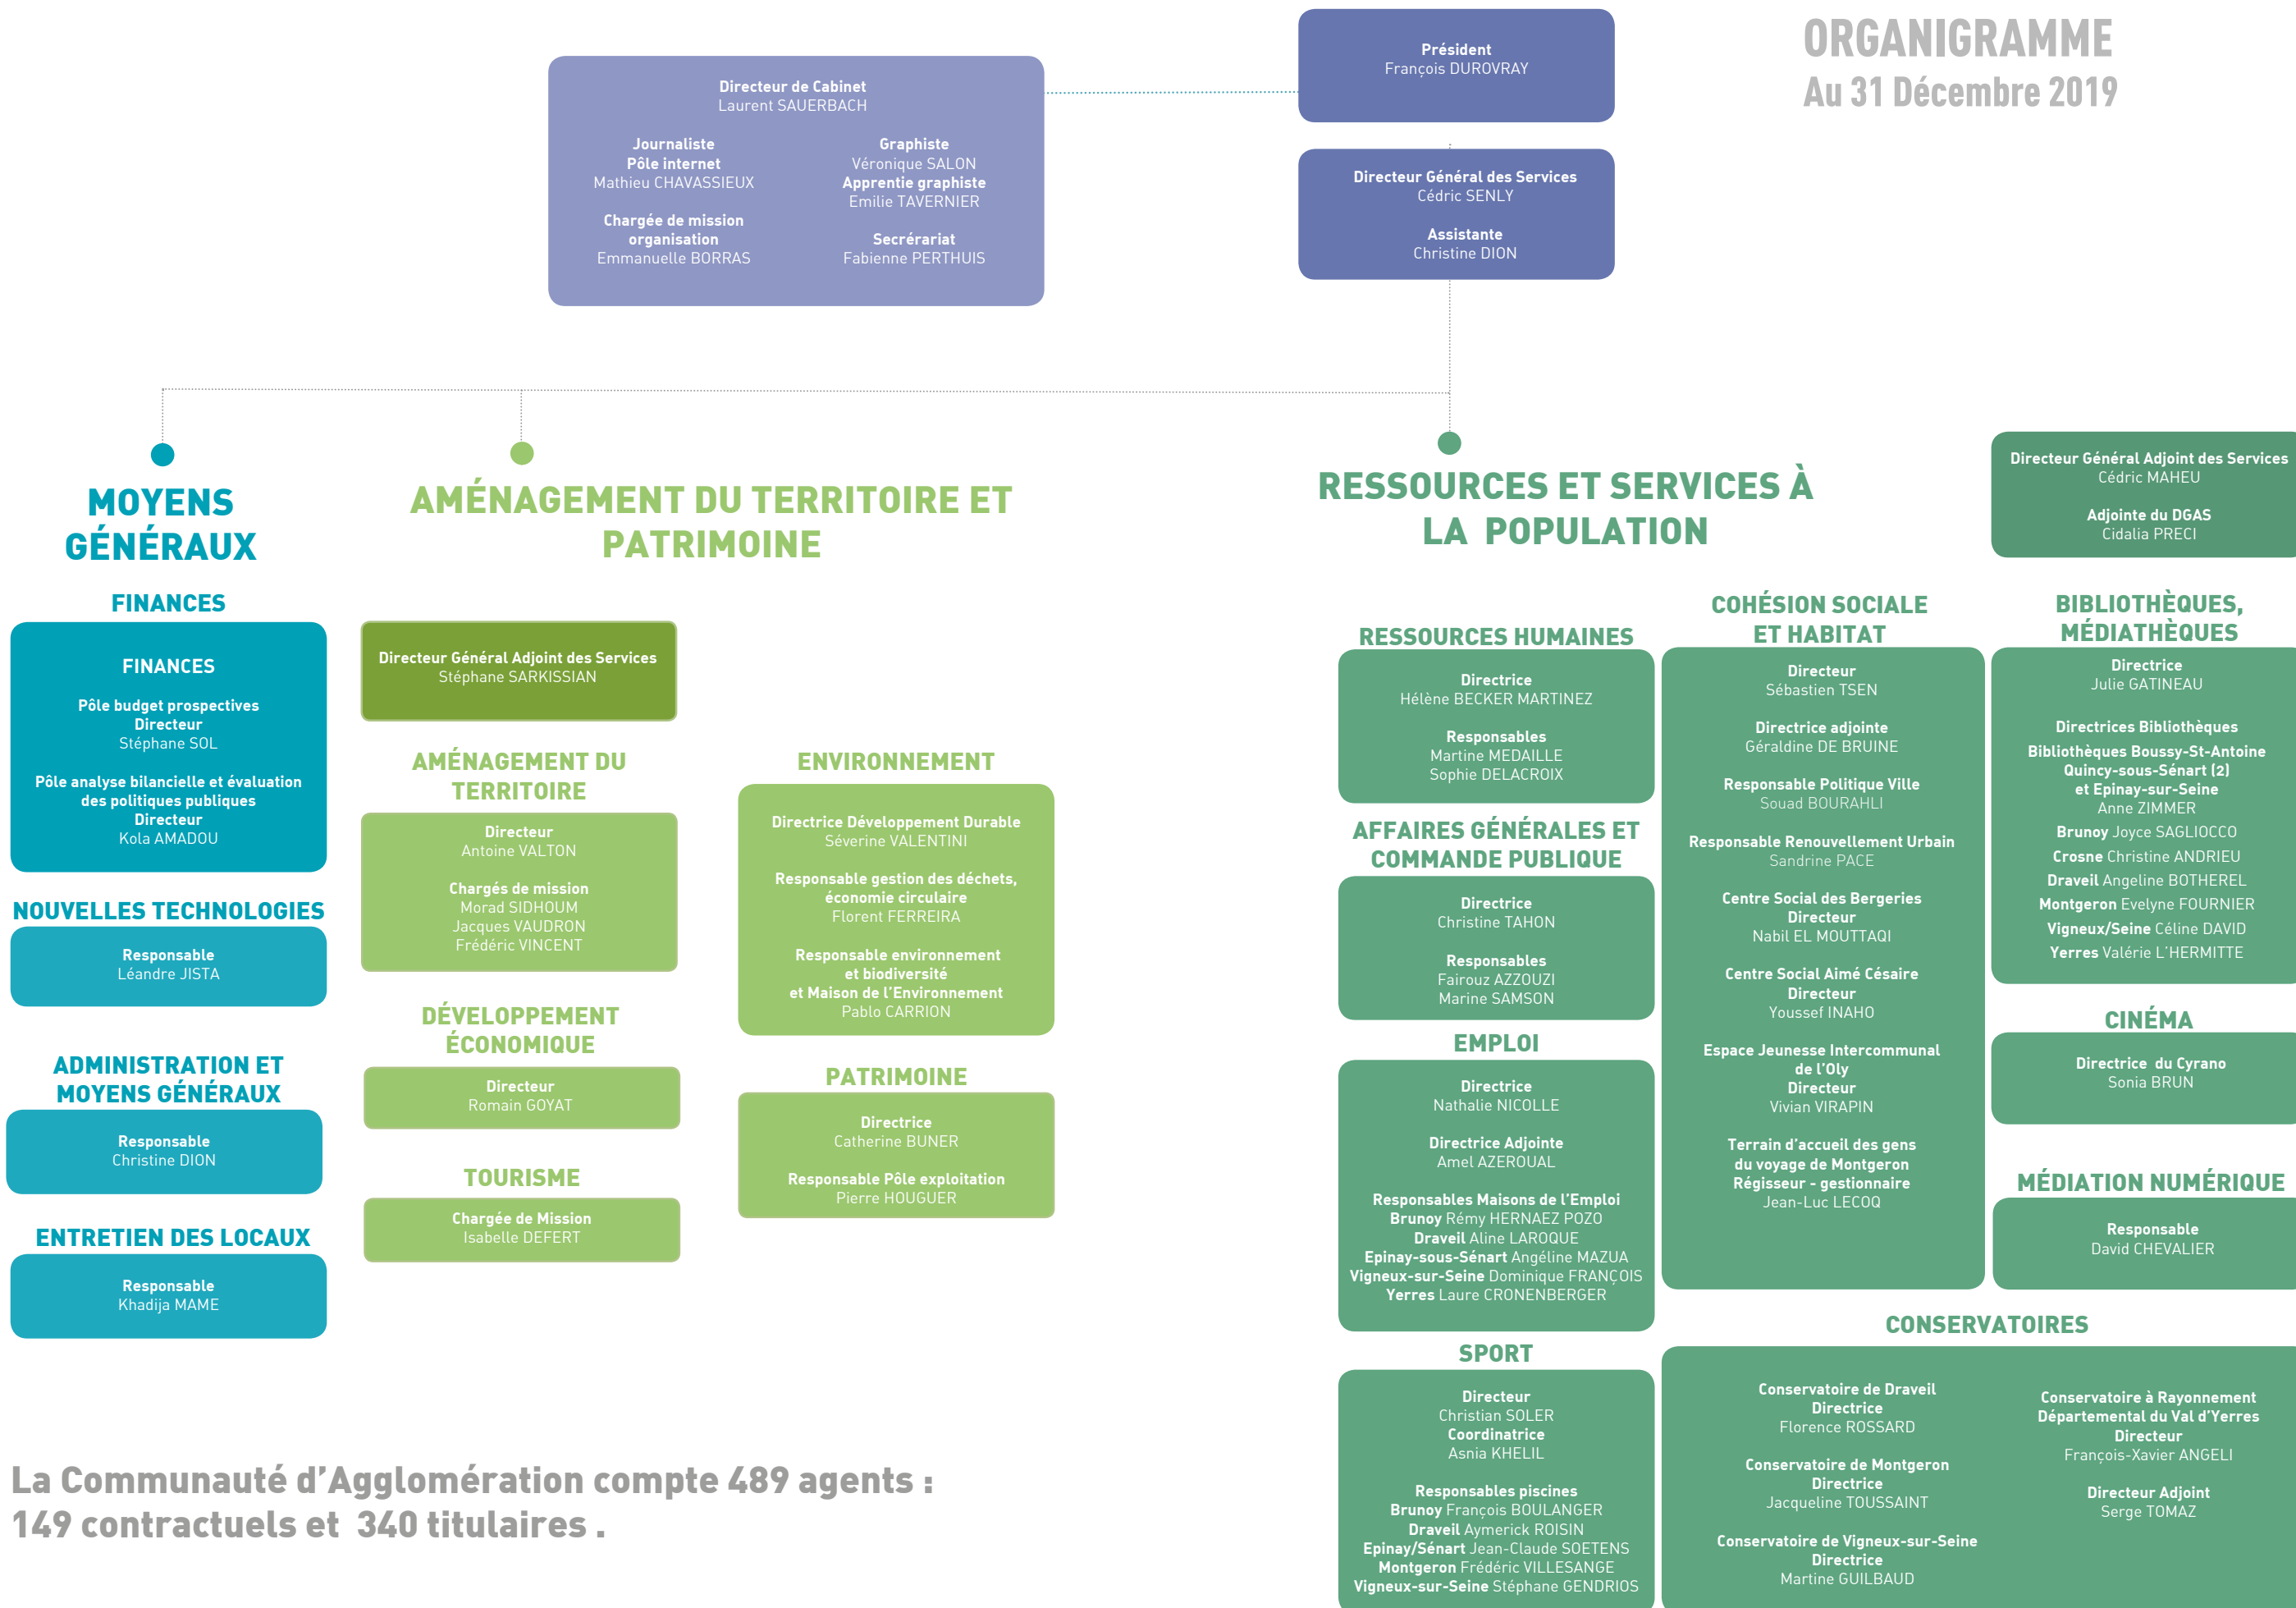 ORGANIGRAMME
Au 31 Décembre 2019
Président
François DUROVRAY
Directeur de Cabinet
Laurent SAUERBACH
Journaliste
Pôle internet
Mathieu CHAVASSIEUX
Chargée de mission
organisation
Emmanuelle BORRAS
Graphiste
Véronique SALON
Apprentie graphiste
Emilie TAVERNIER
Secrérariat
Fabienne PERTHUIS
Directeur Général des Services
Cédric SENLY
Assistante
Christine DION
MOYENS
GÉNÉRAUX
FINANCES
FINANCES
Pôle budget prospectives
Directeur
Stéphane SOL
Pôle analyse bilancielle et évaluation
des politiques publiques
Directeur
Kola AMADOU
NOUVELLES TECHNOLOGIES
Responsable
Léandre JISTA
ADMINISTRATION ET
MOYENS GÉNÉRAUX
Responsable
Christine DION
ENTRETIEN DES LOCAUX
Responsable
Khadija MAME
AMÉNAGEMENT DU TERRITOIRE ET
PATRIMOINE
Directeur Général Adjoint des Services
Stéphane SARKISSIAN
AMÉNAGEMENT DU
TERRITOIRE
Directeur
Antoine VALTON
Chargés de mission
Morad SIDHOUM
Jacques VAUDRON
Frédéric VINCENT
DÉVELOPPEMENT
ÉCONOMIQUE
Directeur
Romain GOYAT
TOURISME
Chargée de Mission
Isabelle DEFERT
ENVIRONNEMENT
Directrice Développement Durable
Séverine VALENTINI
Responsable gestion des déchets,
économie circulaire
Florent FERREIRA
Responsable environnement
et biodiversité
et Maison de l'Environnement
Pablo CARRION
PATRIMOINE
Directrice
Catherine BUNER
Responsable Pôle exploitation
Pierre HOUGUER
RESSOURCES ET SERVICES À
LA POPULATION
Directeur Général Adjoint des Services
Cédric MAHEU
Adjointe du DGAS
Cidalia PRECI
RESSOURCES HUMAINES
Directrice
Hélène BECKER MARTINEZ
Responsables
Martine MEDAILLE
Sophie DELACROIX
AFFAIRES GÉNÉRALES ET
COMMANDE PUBLIQUE
Directrice
Christine TAHON
Responsables
Fairouz AZZOUZI
Marine SAMSON
EMPLOI
Directrice
Nathalie NICOLLE
Directrice Adjointe
Amel AZEROUAL
Responsables Maisons de l'Emploi
Brunoy Rémy HERNAEZ POZO
Draveil Aline LAROQUE
Epinay-sous-Sénart Angéline MAZUA
Vigneux-sur-Seine Dominique FRANÇOIS
Yerres Laure CRONENBERGER
SPORT
Directeur
Christian SOLER
Coordinatrice
Asnia KHELIL
Responsables piscines
Brunoy François BOULANGER
Draveil Aymerick ROISIN
Epinay/Sénart Jean-Claude SOETENS
Montgeron Frédéric VILLESANGE
Vigneux-sur-Seine Stéphane GENDRIOS
COHÉSION SOCIALE
ET HABITAT
Directeur
Sébastien TSEN
Directrice adjointe
Géraldine DE BRUINE
Responsable Politique Ville
Souad BOURAHLI
Responsable Renouvellement Urbain
Sandrine PACE
Centre Social des Bergeries
Directeur
Nabil EL MOUTTAQI
Centre Social Aimé Césaire
Directeur
Youssef INAHO
Espace Jeunesse Intercommunal
de l'Oly
Directeur
Vivian VIRAPIN
Terrain d'accueil des gens
du voyage de Montgeron
Régisseur - gestionnaire
Jean-Luc LECOQ
BIBLIOTHÈQUES,
MÉDIATHÈQUES
Directrice
Julie GATINEAU
Directrices Bibliothèques
Bibliothèques Boussy-St-Antoine
Quincy-sous-Sénart (2)
et Epinay-sur-Seine
Anne ZIMMER
Brunoy Joyce SAGLIOCCO
Crosne Christine ANDRIEU
Draveil Angeline BOTHEREL
Montgeron Evelyne FOURNIER
Vigneux/Seine Céline DAVID
Yerres Valérie L'HERMITTE
CINÉMA
Directrice du Cyrano
Sonia BRUN
MÉDIATION NUMÉRIQUE
Responsable
David CHEVALIER
CONSERVATOIRES
Conservatoire de Draveil
Directrice
Florence ROSSARD
Conservatoire de Montgeron
Directrice
Jacqueline TOUSSAINT
Conservatoire de Vigneux-sur-Seine
Directrice
Martine GUILBAUD
Conservatoire à Rayonnement
Départemental du Val d'Yerres
Directeur
François-Xavier ANGELI
Directeur Adjoint
Serge TOMAZ
La Communauté d'Agglomération compte 489 agents :
149 contractuels et 340 titulaires .